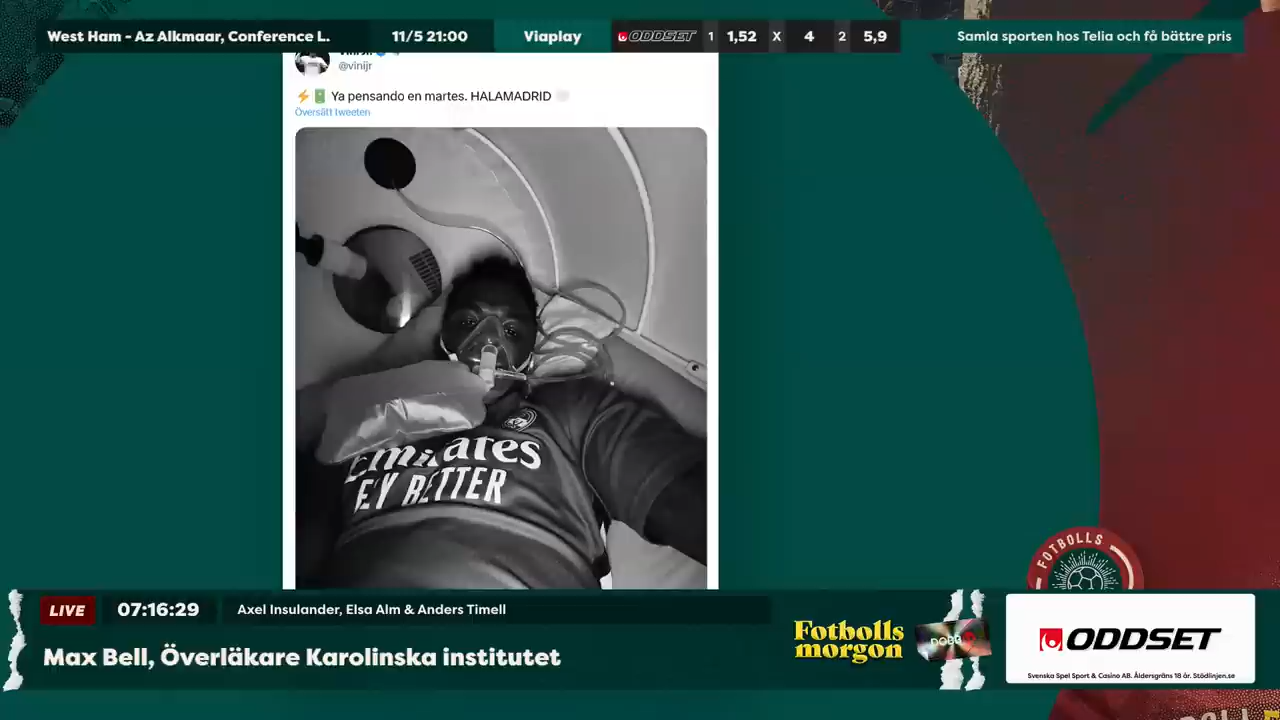 West Ham - Az Alkmaar, Conference L.
11/5 21:00
Viaplay
ODDSET 1 1,52 X 4 2 5,9
Samla sporten hos Telia och få bättre pris
@vinijr
Ya pensando en martes. HALAMADRID
Översätt tweeten
Emirates
BETTER
FOTBOLLS
LIVE
07:16:29
Axel Insulander, Elsa Alm & Anders Timell
Max Bell, Överläkare Karolinska institutet
Fotbolls
morgon
ODDSET
Svenska Spel Sport & Casino AB. Åldersgräns 18 år. Stödlinjen.se